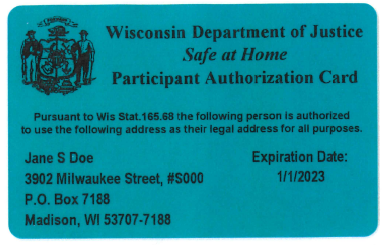 Wisconsin Department of Justice
Safe at Home
Participant Authorization Card
Pursuant to Wis Stat.165.68 the following person is authorized
to use the following address as their legal address for all purposes.
Jane S Doe
Expiration Date:
3902 Milwaukee Street, #S000
1/1/2023
P.O. Box 7188
Madison, WI 53707-7188